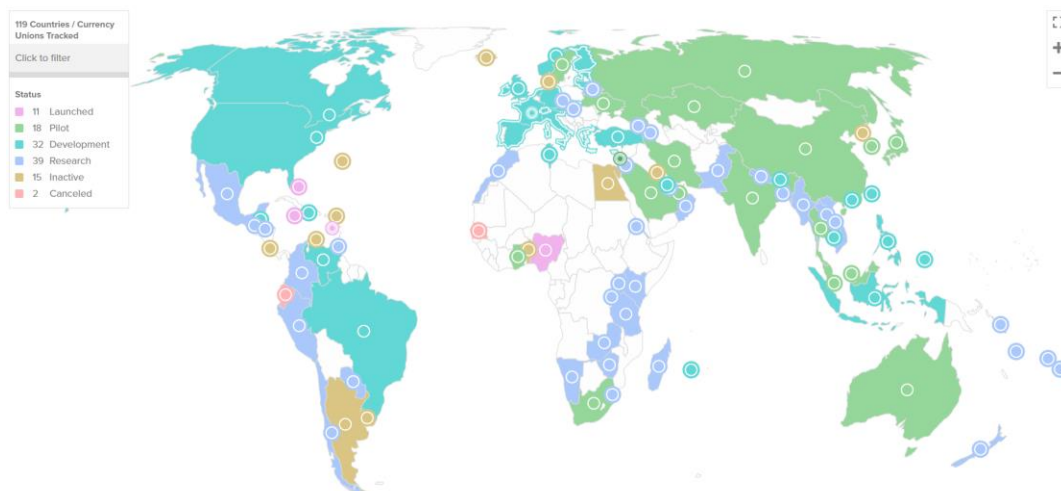 119 Countries / Currency
Unions Tracked
Click to filter
Status
11 Launched
18 Pilot
32 Development
39 Research
15 Inactive
2 Canceled